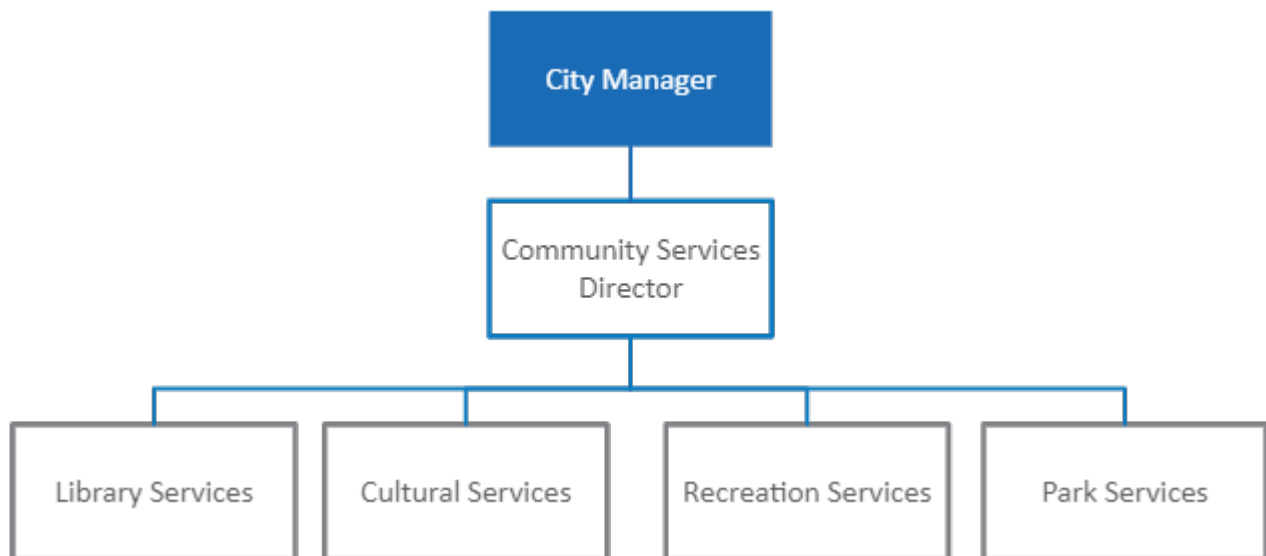 City Manager
Community Services
Director
Library Services
Cultural Services
Recreation Services
Park Services